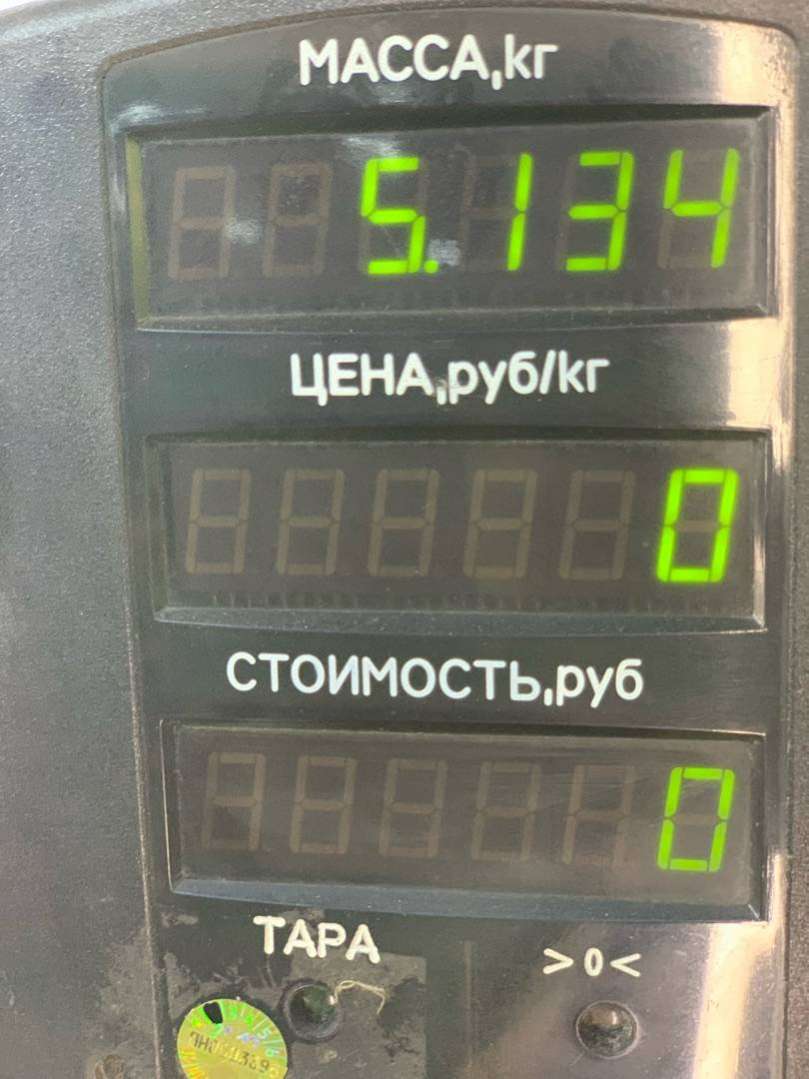 МАССА,кг
5.134
ЦЕНА,руб/кг
0
СТОИМОСТЬ,руб
0
ТАРА >0<